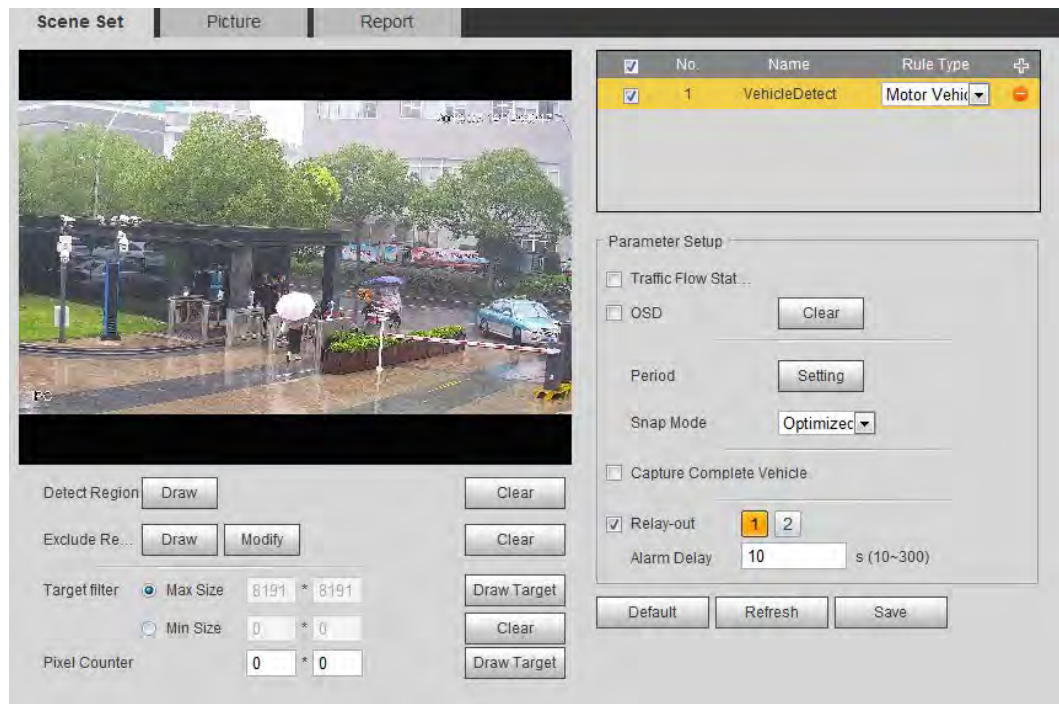 Scene Set Picture Report
No. Name Rule Type
1 VehicleDetect Motor Vehic
Parameter Setup
Traffic Flow Stat...
OSD Clear
Period Setting
Snap Mode Optimizec
Capture Complete Vehicle
Relay-out 1 2
Alarm Delay 10 s (10~300)
Default Refresh Save
Detect Region Draw Clear
Exclude Re... Draw Modify Clear
Target filter Max Size 8191 * 8191 Draw Target
Min Size 0 * 0 Clear
Pixel Counter 0 * 0 Draw Target